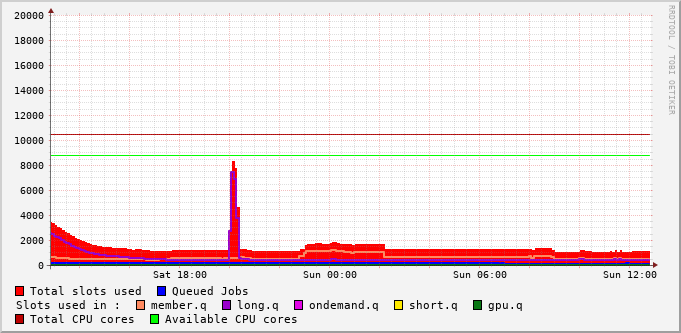 20000
18000
16000
14000
12000
10000
8000
6000
4000
2000
0
Sat 18:00 Sun 00:00 Sun 06:00 Sun 12:00
Total slots used Queued Jobs
Slots used in : member.q long.q ondemand.q short.q gpu.q
Total CPU cores Available CPU cores
RRDTOOL / TOBI OETIKER